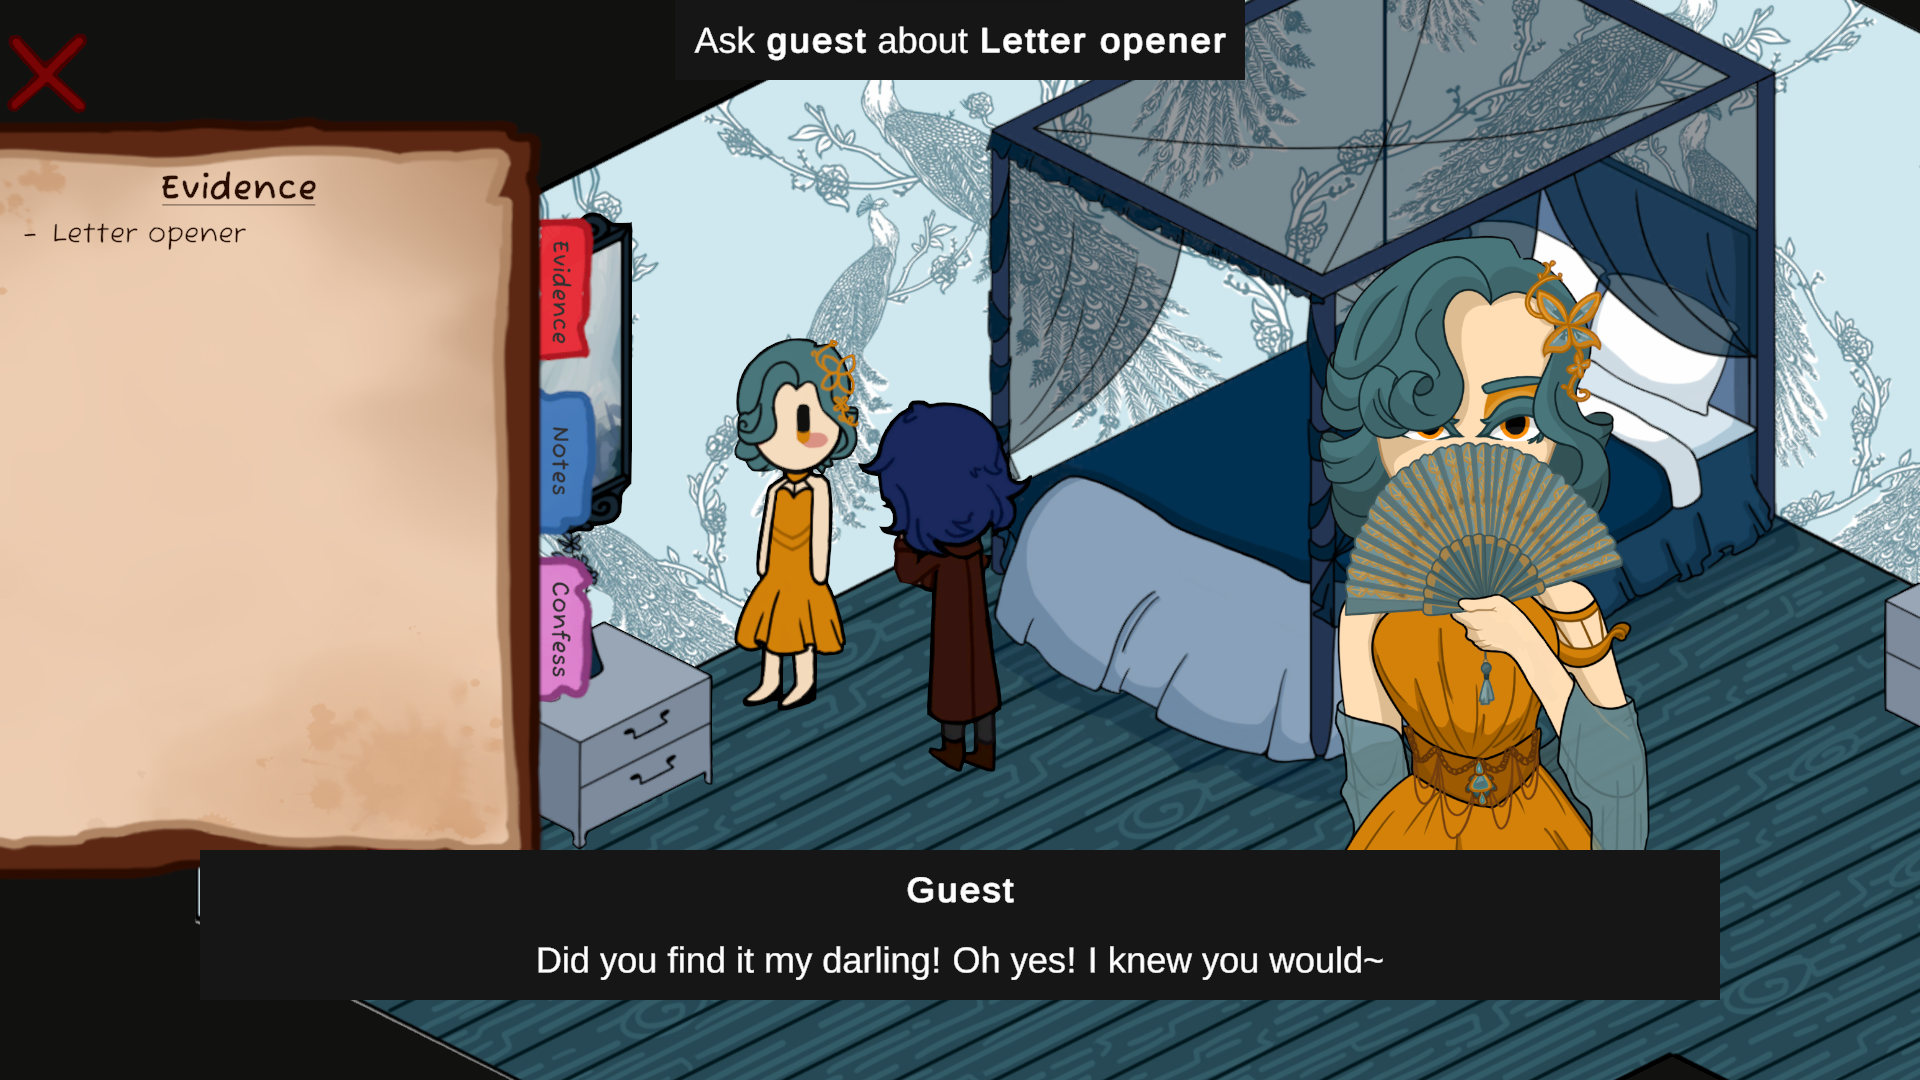 Ask guest about Letter opener
Evidence
- Letter opener
Evidence
Notes
Confess
Guest
Did you find it my darling! Oh yes! I knew you would~